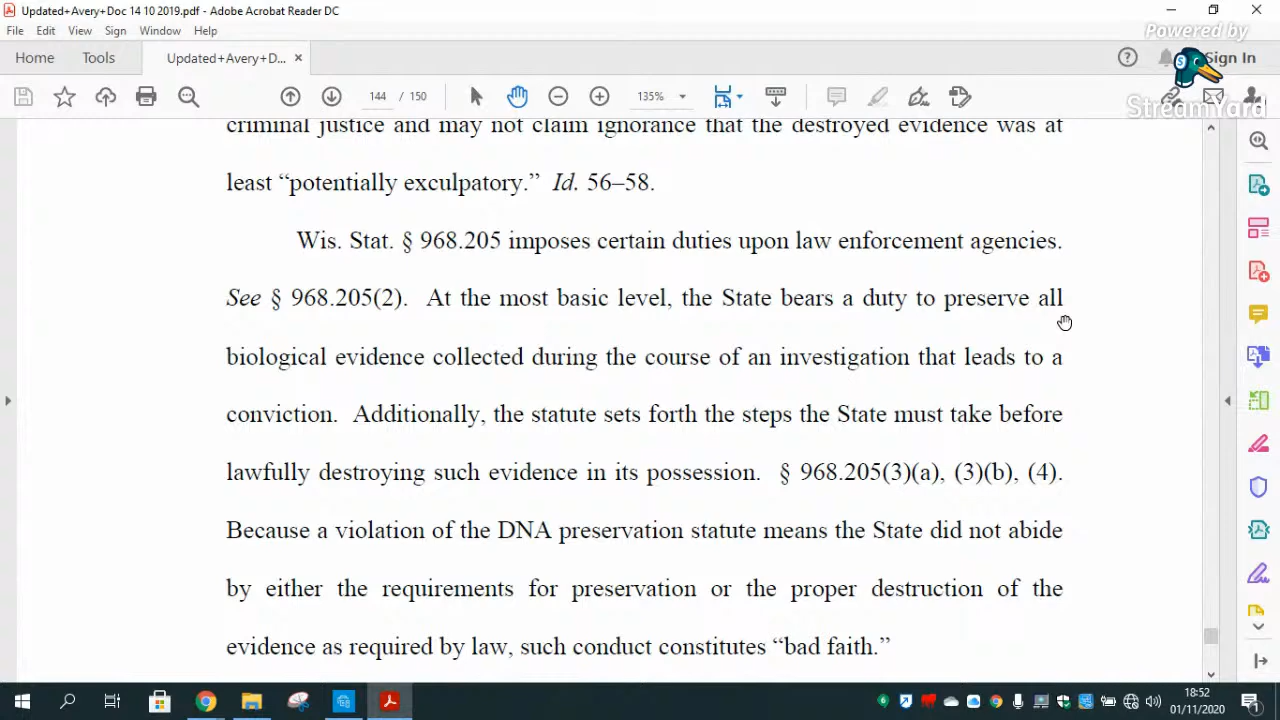 Updated+Avery+Doc 14 10 2019.pdf - Adobe Acrobat Reader DC
File Edit View Sign Window Help
Powered by
Home Tools Updated+Avery+D... × Sign In
StreamYard
144 / 150 135%
criminal justice and may not claim ignorance that the destroyed evidence was at
least “potentially exculpatory.” Id. 56–58.
Wis. Stat. § 968.205 imposes certain duties upon law enforcement agencies.
See § 968.205(2). At the most basic level, the State bears a duty to preserve all
biological evidence collected during the course of an investigation that leads to a
conviction. Additionally, the statute sets forth the steps the State must take before
lawfully destroying such evidence in its possession. § 968.205(3)(a), (3)(b), (4).
Because a violation of the DNA preservation statute means the State did not abide
by either the requirements for preservation or the proper destruction of the
evidence as required by law, such conduct constitutes “bad faith.”
18:52
01/11/2020